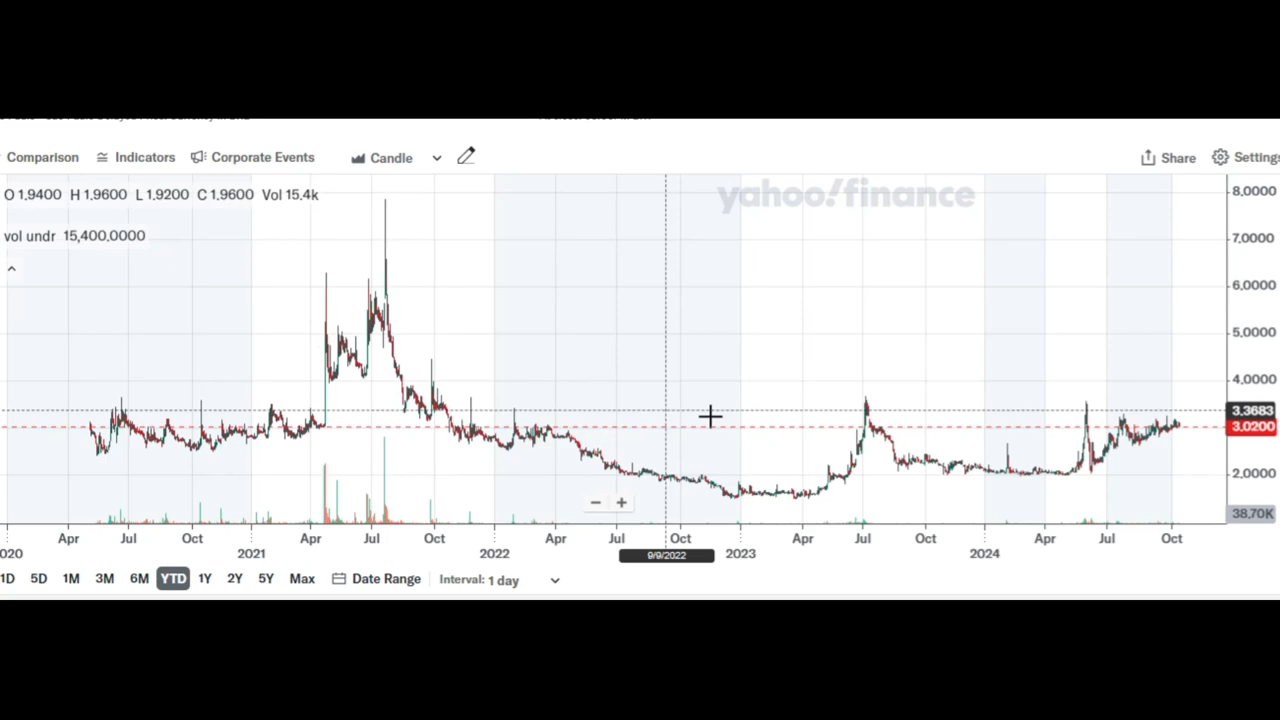 Comparison Indicators Corporate Events Candle Share Settings
yahoo!finance
O 1.9400 H 1.9600 L 1.9200 C 1.9600 Vol 15.4k
vol undr 15,400.0000
8.0000
7.0000
6.0000
5.0000
4.0000
3.3683
3.0200
2.0000
38.70K
Apr Jul Oct Apr Jul Oct Apr Jul Oct Apr Jul Oct Apr Jul Oct
2021 2022 9/9/2022 2023 2024
1D 5D 1M 3M 6M YTD 1Y 2Y 5Y Max Date Range Interval: 1 day